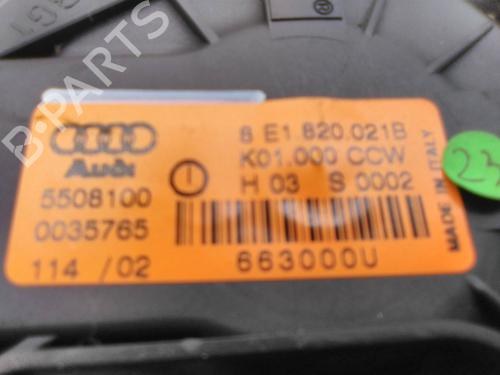 8 E1.820.021B
Audi
K01.000 CCW
5508100
H 03 S 0002
0035765
114 / 02
663000U
MADE IN ITALY
23
B-PARTS